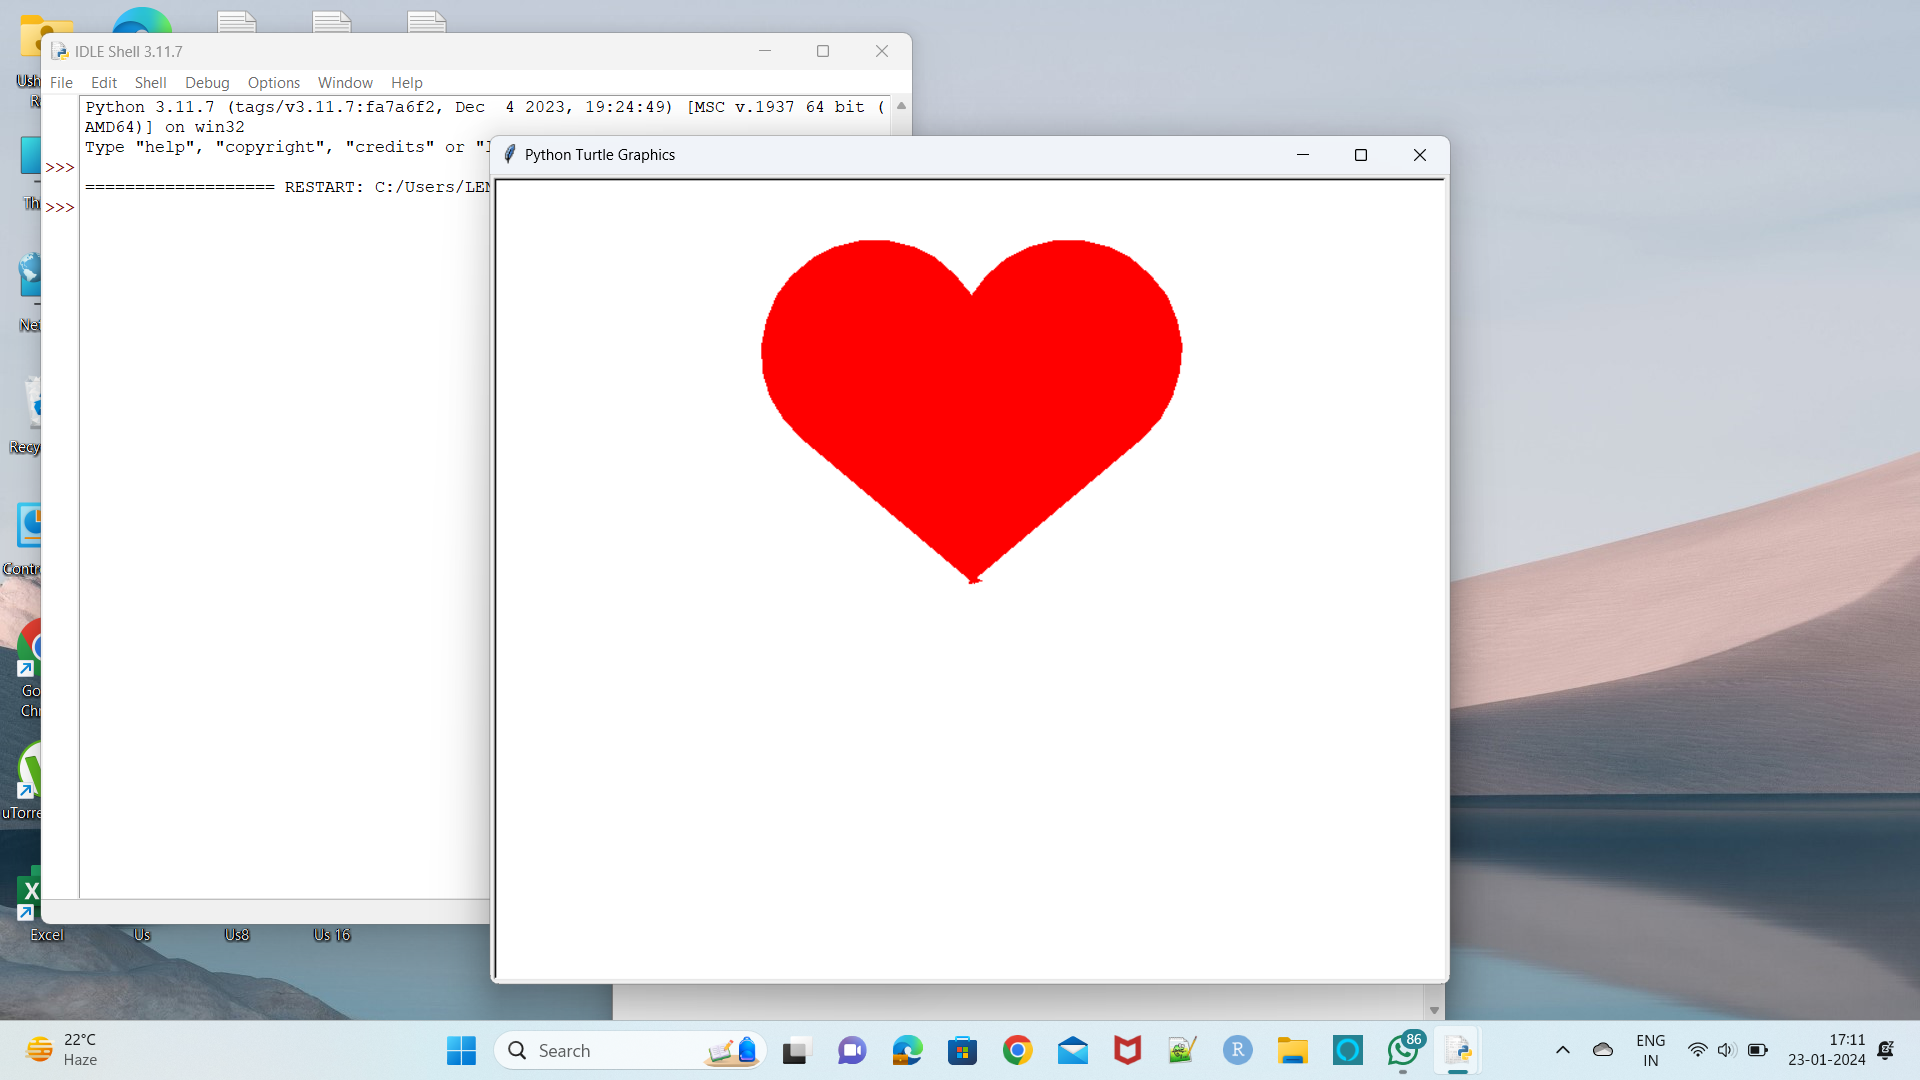 IDLE Shell 3.11.7
File Edit Shell Debug Options Window Help
Python 3.11.7 (tags/v3.11.7:fa7a6f2, Dec  4 2023, 19:24:49) [MSC v.1937 64 bit (
AMD64)] on win32
Type "help", "copyright", "credits" or "l
>>>
=================== RESTART: C:/Users/LEN
>>>
Python Turtle Graphics
Ush
R
Th
Net
Recy
Contr
Go
Chr
uTorre
Excel
Us
Us8
Us 16
22°C
Haze
Search
86
ENG
IN
17:11
23-01-2024